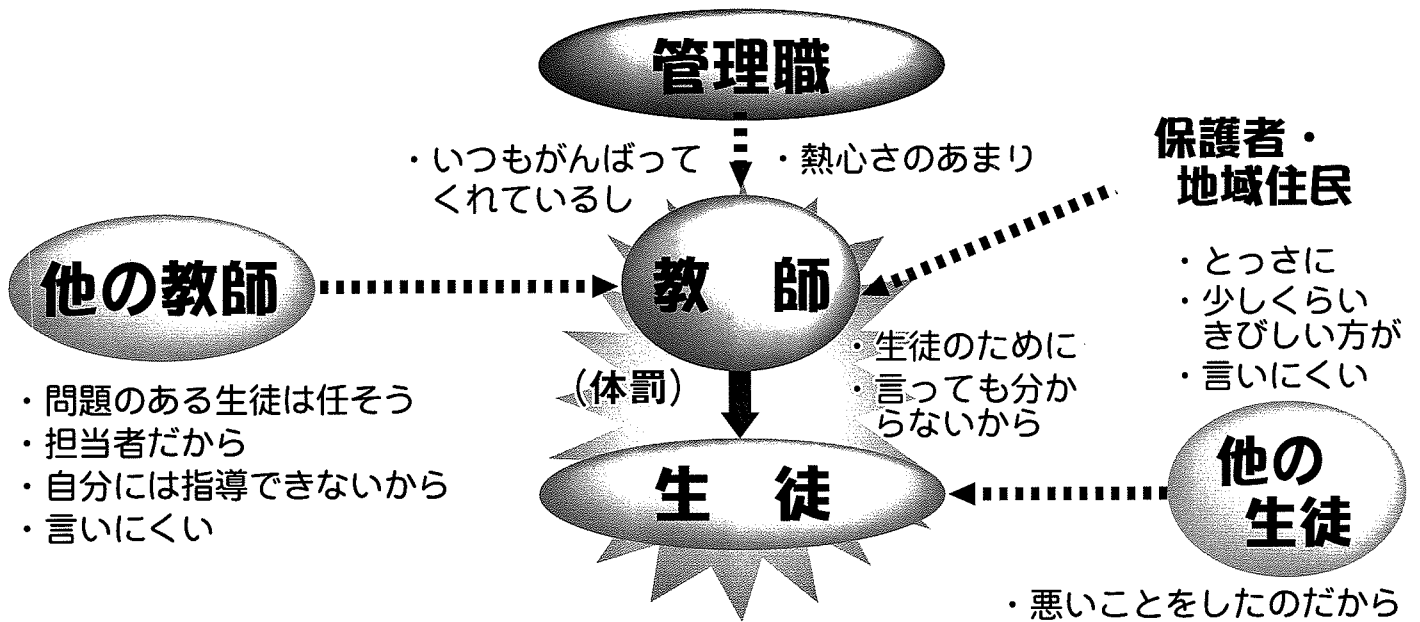 管理職
・いつもがんばって
くれているし
・熱心さのあまり
保護者・
地域住民
・とっさに
・少しくらい
きびしい方が
・言いにくい
他の教師
・問題のある生徒は任そう
・担当者だから
・自分には指導できないから
・言いにくい
教 師
(体罰)
・生徒のために
・言っても分か
らないから
生 徒
他の
生徒
・悪いことをしたのだから